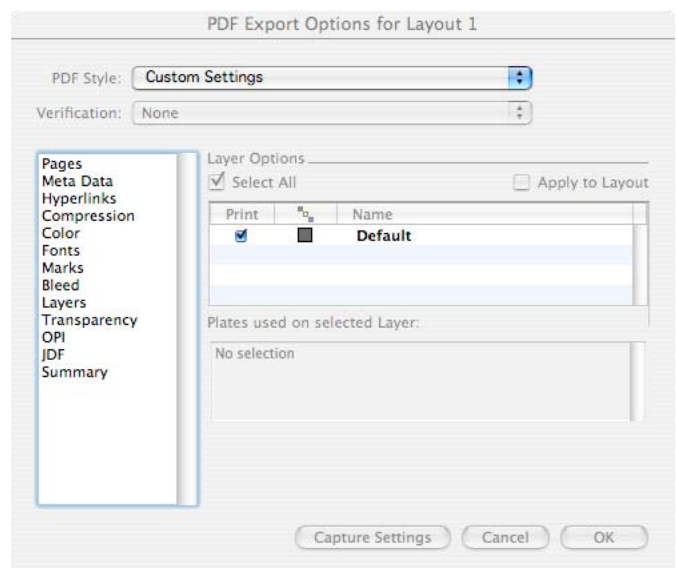 PDF Export Options for Layout 1
PDF Style: Custom Settings
Verification: None
Pages
Meta Data
Hyperlinks
Compression
Color
Fonts
Marks
Bleed
Layers
Transparency
OPI
JDF
Summary
Layer Options
Select All Apply to Layout
Print Name
Default
Plates used on selected Layer:
No selection
Capture Settings Cancel OK